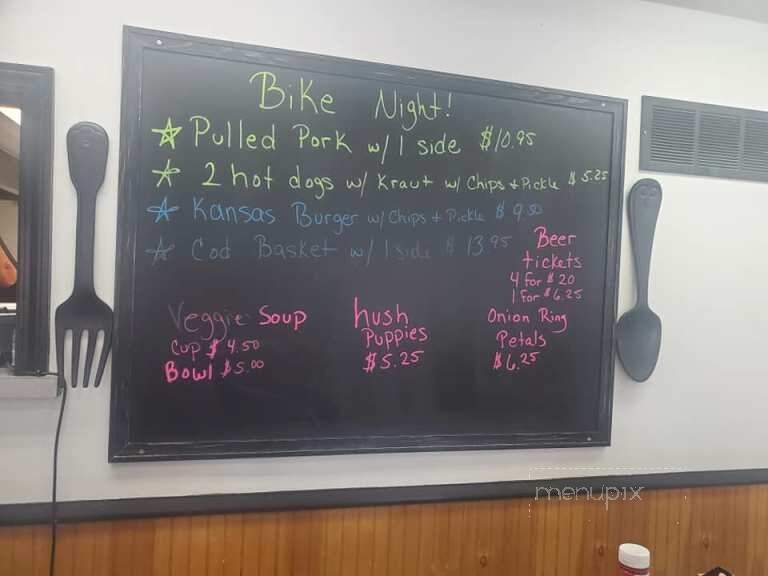 Bike Night!
☆ Pulled Pork w/ 1 side $10.95
☆ 2 hot dogs w/ Kraut w/ Chips + Pickle $5.25
☆ Kansas Burger w/ Chips + Pickle $9.50
☆ Cod Basket w/ 1 side $13.95
Beer
tickets
4 for $20
1 for $6.25
Veggie Soup
Cup $4.50
Bowl $5.00
hush
Puppies
$5.25
Onion Ring
Petals
$6.25
menupix